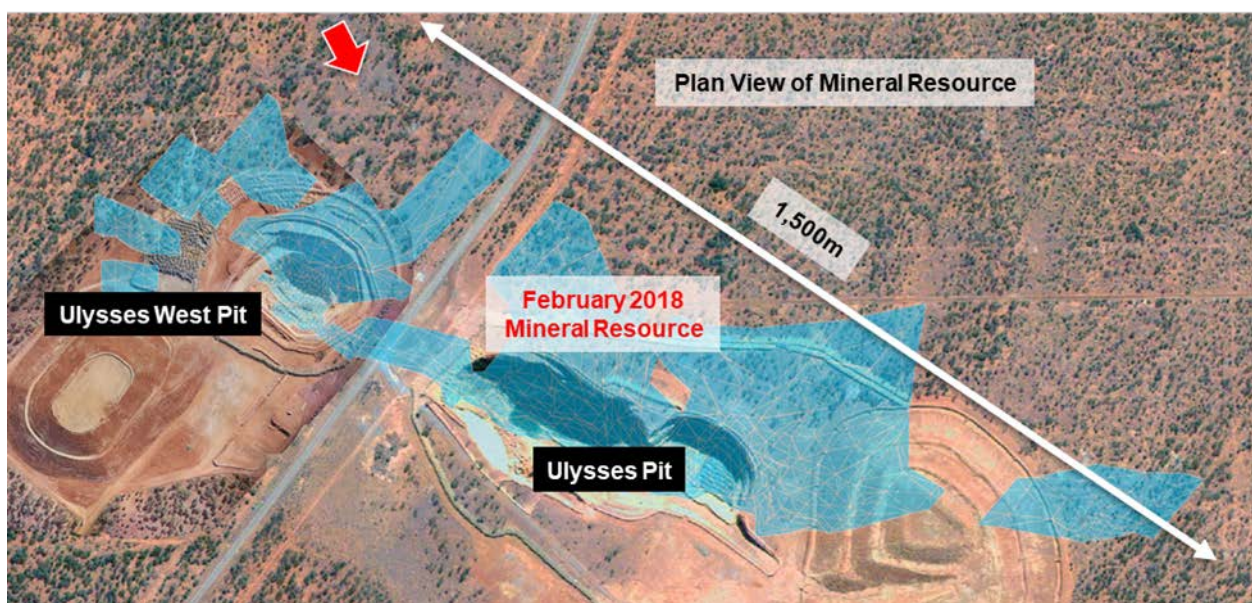 Plan View of Mineral Resource
1,500m
Ulysses West Pit
February 2018
Mineral Resource
Ulysses Pit